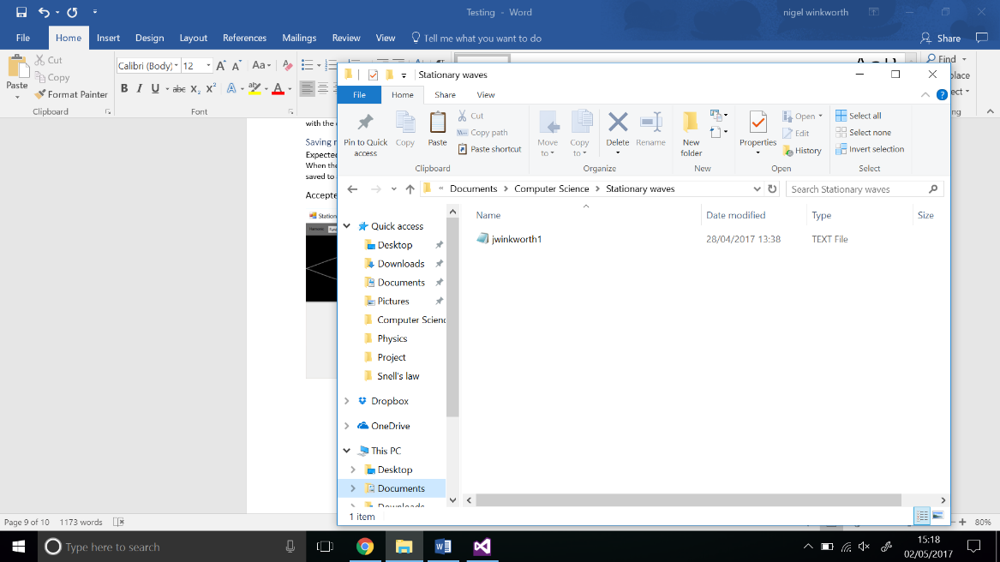 Testing - Word
nigel winkworth
File Home Insert Design Layout References Mailings Review View Tell me what you want to do
Share
Paste
Cut
Copy
Format Painter
Clipboard
Calibri (Body) 12
Font
Find
Stationary waves
File Home Share View
Pin to Quick access
Copy
Paste
Cut
Copy path
Paste shortcut
Clipboard
Move to
Copy to
Delete
Rename
Organize
New folder
New
Properties
Open
Edit
History
Open
Select all
Select none
Invert selection
Select
« Documents > Computer Science > Stationary waves
Search Stationary waves
Name Date modified Type Size
jwinkworth1 28/04/2017 13:38 TEXT File
Quick access
Desktop
Downloads
Documents
Pictures
Computer Scienc
Physics
Project
Snell's law
Dropbox
OneDrive
This PC
Desktop
Documents
Downloads
1 item
with the
Saving
Expected
When the
saved to
Accepte
Station
Page 9 of 10 1173 words
80%
Type here to search
15:18
02/05/2017